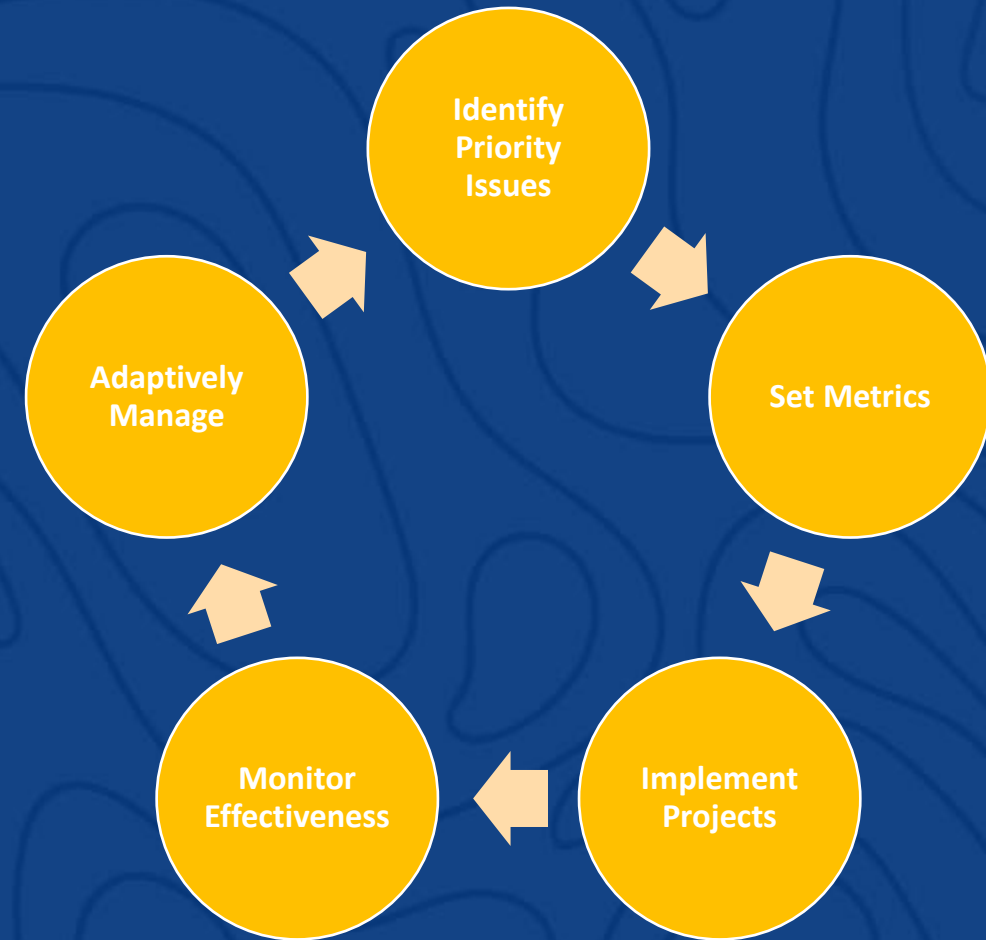 Identify
Priority
Issues
Adaptively
Manage
Set Metrics
Monitor
Effectiveness
Implement
Projects